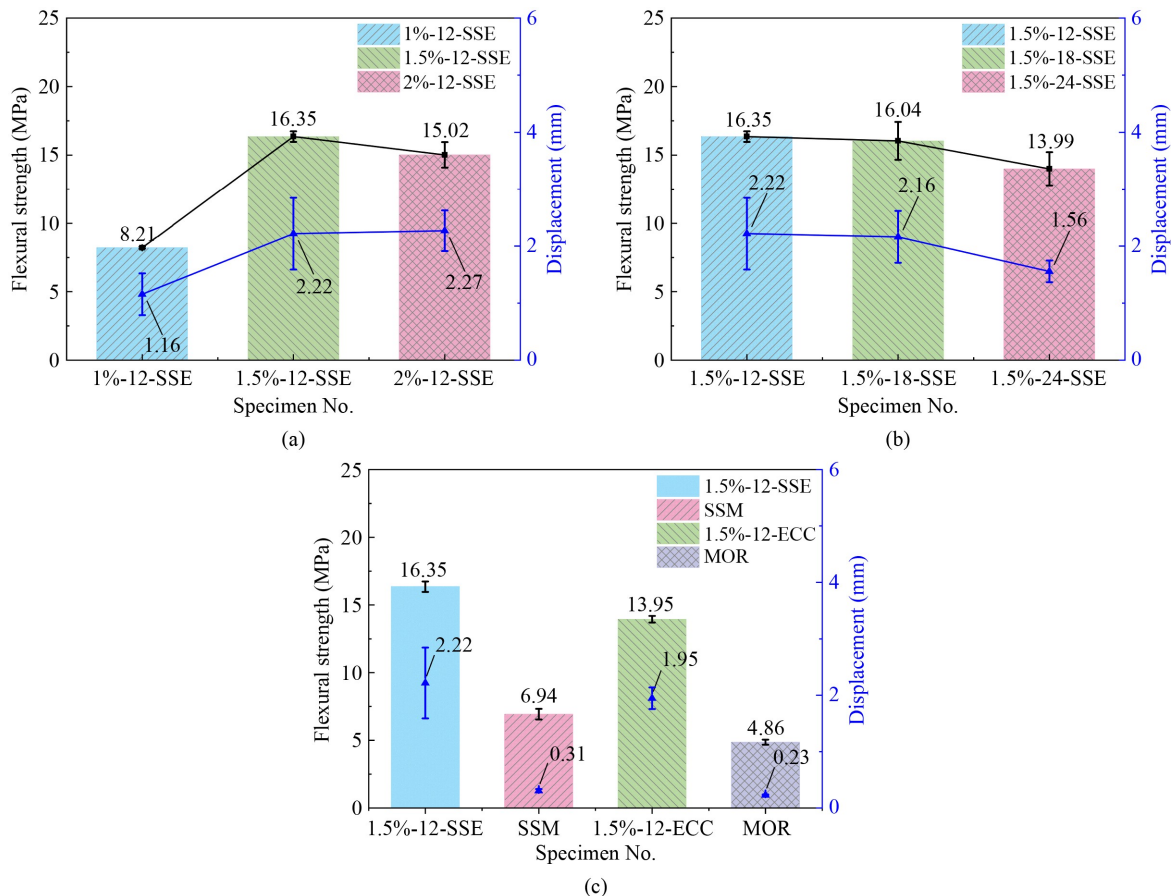 25
20
15
10
5
0
Flexural strength (MPa)
1%-12-SSE
1.5%-12-SSE
2%-12-SSE
8.21
16.35
15.02
1.16
2.22
2.27
6
4
2
0
Displacement (mm)
1%-12-SSE 1.5%-12-SSE 2%-12-SSE
Specimen No.
(a)
25
20
15
10
5
0
Flexural strength (MPa)
1.5%-12-SSE
1.5%-18-SSE
1.5%-24-SSE
16.35
16.04
13.99
2.22
2.16
1.56
6
4
2
0
Displacement (mm)
1.5%-12-SSE 1.5%-18-SSE 1.5%-24-SSE
Specimen No.
(b)
25
20
15
10
5
0
Flexural strength (MPa)
1.5%-12-SSE
SSM
1.5%-12-ECC
MOR
16.35
6.94
13.95
4.86
2.22
0.31
1.95
0.23
6
4
2
0
Displacement (mm)
1.5%-12-SSE SSM 1.5%-12-ECC MOR
Specimen No.
(c)